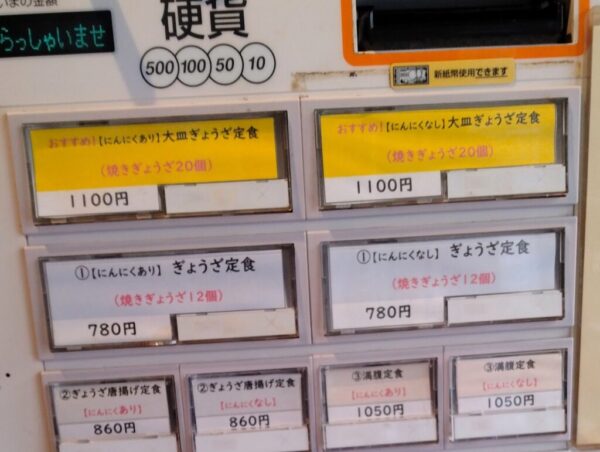 いまの金額
らっしゃいませ
硬貨
500 100 50 10
新紙幣使用できます
おすすめ!【にんにくあり】大皿ぎょうざ定食
(焼きぎょうざ20個)
1100円
おすすめ!【にんにくなし】大皿ぎょうざ定食
(焼きぎょうざ20個)
1100円
①【にんにくあり】ぎょうざ定食
(焼きぎょうざ12個)
780円
①【にんにくなし】ぎょうざ定食
(焼きぎょうざ12個)
780円
②ぎょうざ唐揚げ定食
【にんにくあり】
860円
②ぎょうざ唐揚げ定食
【にんにくなし】
860円
③満腹定食
【にんにくあり】
1050円
③満腹定食
【にんにくなし】
1050円